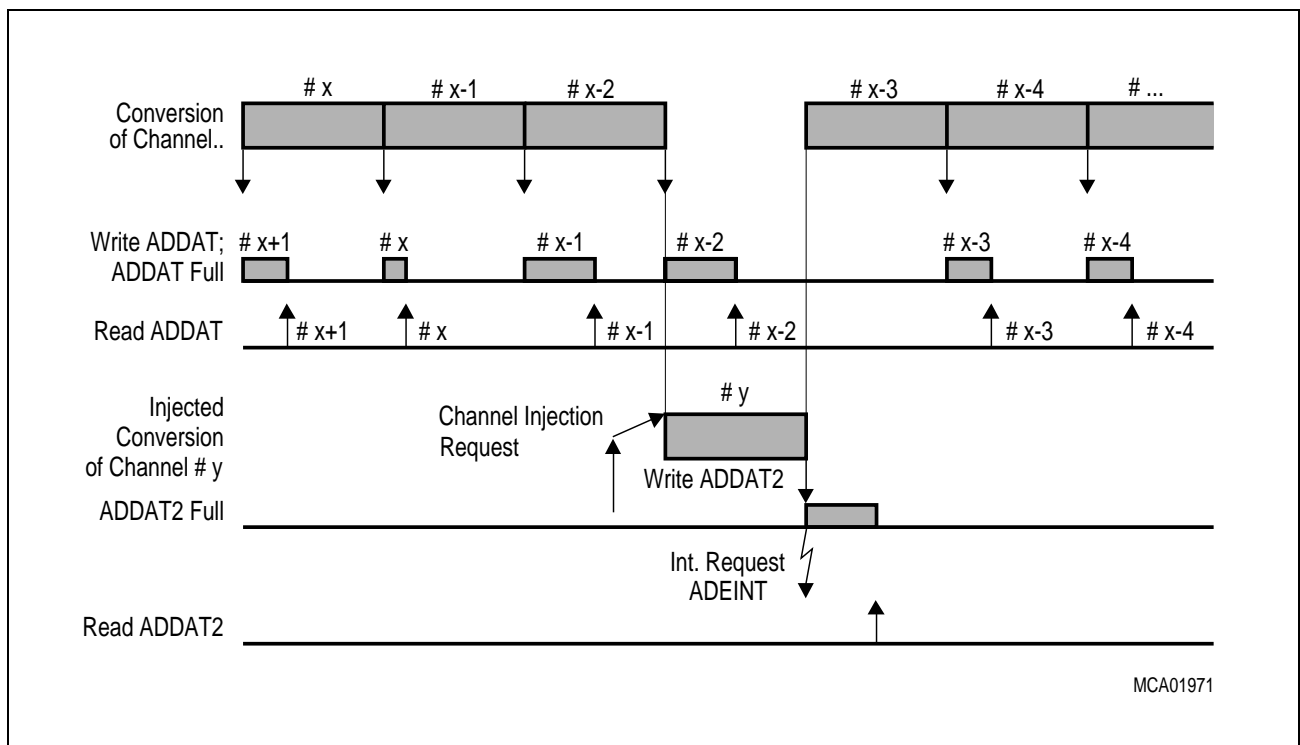 # x # x-1 # x-2 # x-3 # x-4 # ...
Conversion
of Channel..
Write ADDAT; # x+1 # x # x-1 # x-2 # x-3 # x-4
ADDAT Full
Read ADDAT # x+1 # x # x-1 # x-2 # x-3 # x-4
# y
Injected
Conversion
of Channel # y
Channel Injection
Request
Write ADDAT2
ADDAT2 Full
Int. Request
ADEINT
Read ADDAT2
MCA01971